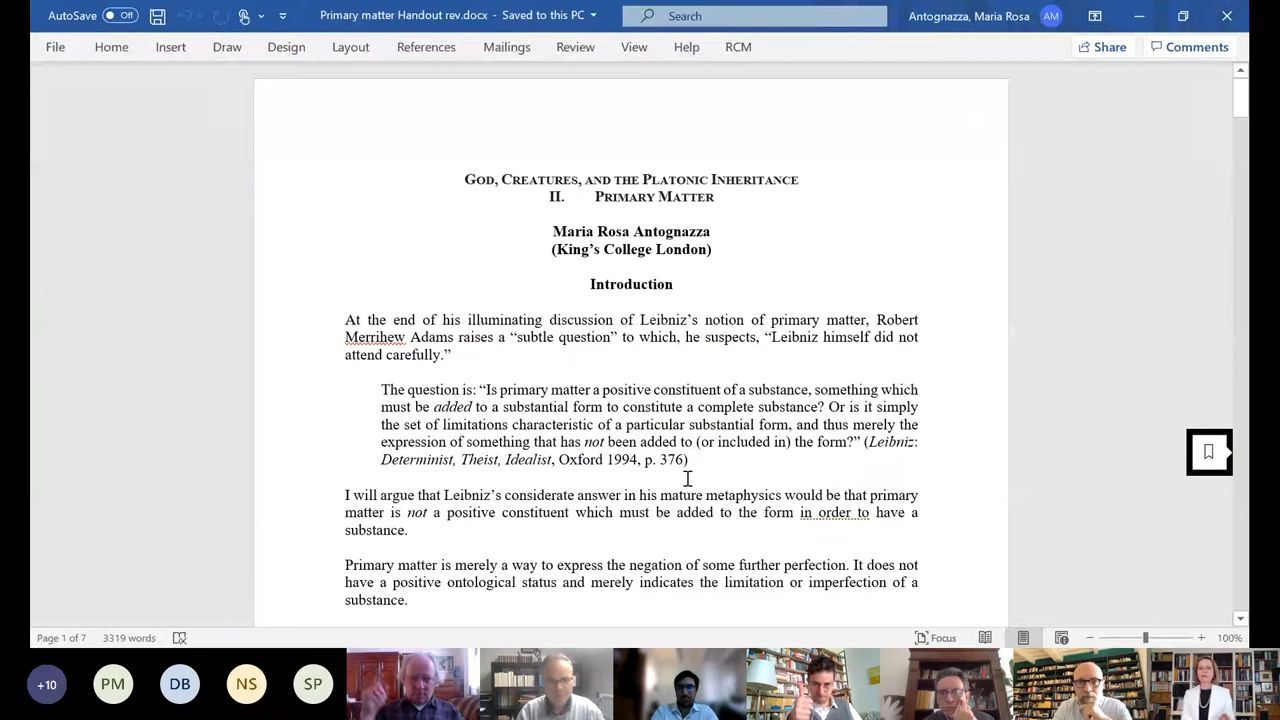 AutoSave Off Primary matter Handout rev.docx - Saved to this PC Search Antognazza, Maria Rosa AM
File Home Insert Draw Design Layout References Mailings Review View Help RCM Share Comments
GOD, CREATURES, AND THE PLATONIC INHERITANCE
II. PRIMARY MATTER
Maria Rosa Antognazza
(King's College London)
Introduction
At the end of his illuminating discussion of Leibniz's notion of primary matter, Robert
Merrihew Adams raises a “subtle question” to which, he suspects, “Leibniz himself did not
attend carefully.”
The question is: “Is primary matter a positive constituent of a substance, something which
must be added to a substantial form to constitute a complete substance? Or is it simply
the set of limitations characteristic of a particular substantial form, and thus merely the
expression of something that has not been added to (or included in) the form?” (Leibniz:
Determinist, Theist, Idealist, Oxford 1994, p. 376)
I will argue that Leibniz's considerate answer in his mature metaphysics would be that primary
matter is not a positive constituent which must be added to the form in order to have a
substance.
Primary matter is merely a way to express the negation of some further perfection. It does not
have a positive ontological status and merely indicates the limitation or imperfection of a
substance.
Page 1 of 7 3319 words Focus 100%
+10 PM DB NS SP